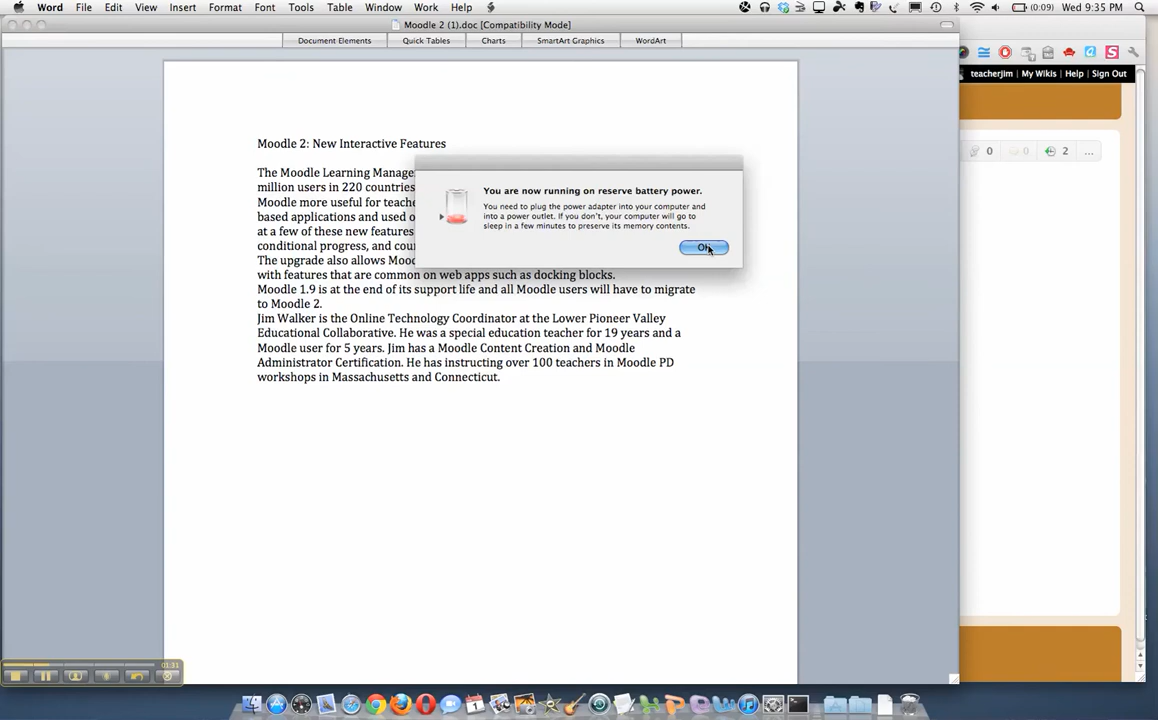 Word File Edit View Insert Format Font Tools Table Window Work Help (0:09) Wed 9:35 PM
Moodle 2 (1).doc [Compatibility Mode]
Document Elements Quick Tables Charts SmartArt Graphics WordArt
teacherjim My Wikis Help Sign Out
0 0 2 ...
Moodle 2: New Interactive Features
The Moodle Learning Manage
million users in 220 countries
Moodle more useful for teache
based applications and used o
at a few of these new features
conditional progress, and cou
The upgrade also allows Mood
with features that are common on web apps such as docking blocks.
Moodle 1.9 is at the end of its support life and all Moodle users will have to migrate
to Moodle 2.
Jim Walker is the Online Technology Coordinator at the Lower Pioneer Valley
Educational Collaborative. He was a special education teacher for 19 years and a
Moodle user for 5 years. Jim has a Moodle Content Creation and Moodle
Administrator Certification. He has instructing over 100 teachers in Moodle PD
workshops in Massachusetts and Connecticut.
You are now running on reserve battery power.
You need to plug the power adapter into your computer and
into a power outlet. If you don't, your computer will go to
sleep in a few minutes to preserve its memory contents.
OK
01:31